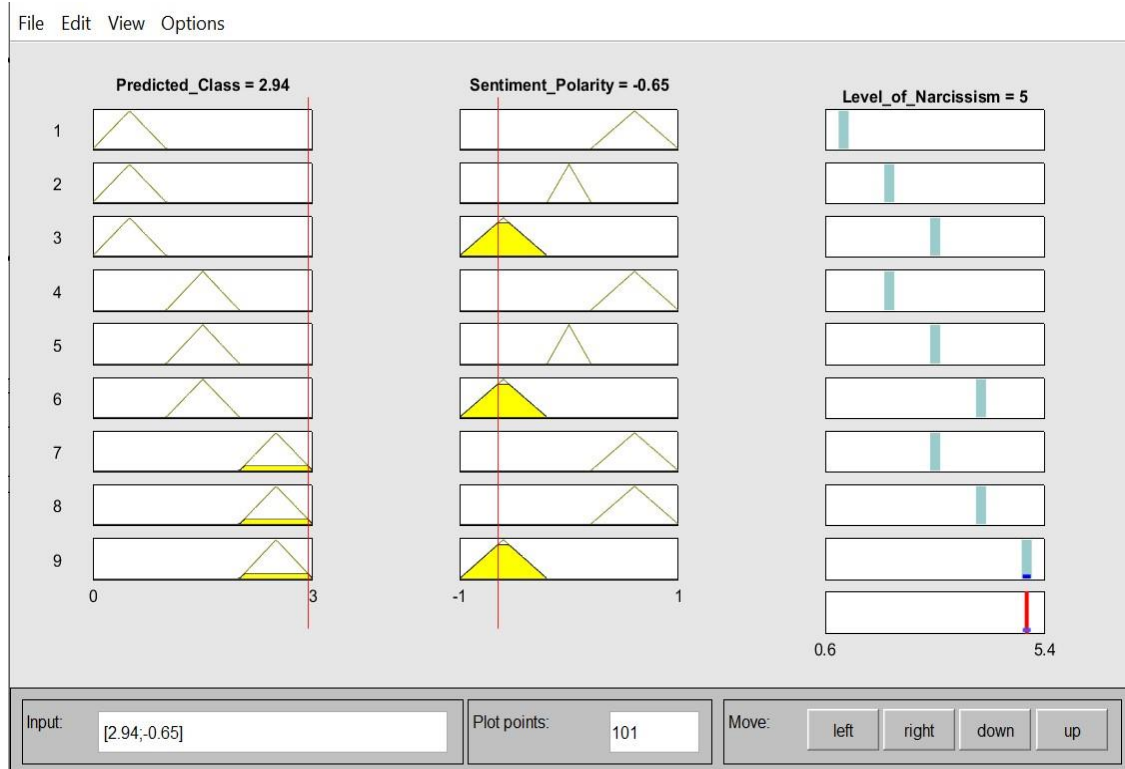 File Edit View Options
Predicted_Class = 2.94
Sentiment_Polarity = -0.65
Level_of_Narcissism = 5
1
2
3
4
5
6
7
8
9
0 3
-1 1
0.6 5.4
Input:
[2.94;-0.65]
Plot points:
101
Move:
left
right
down
up